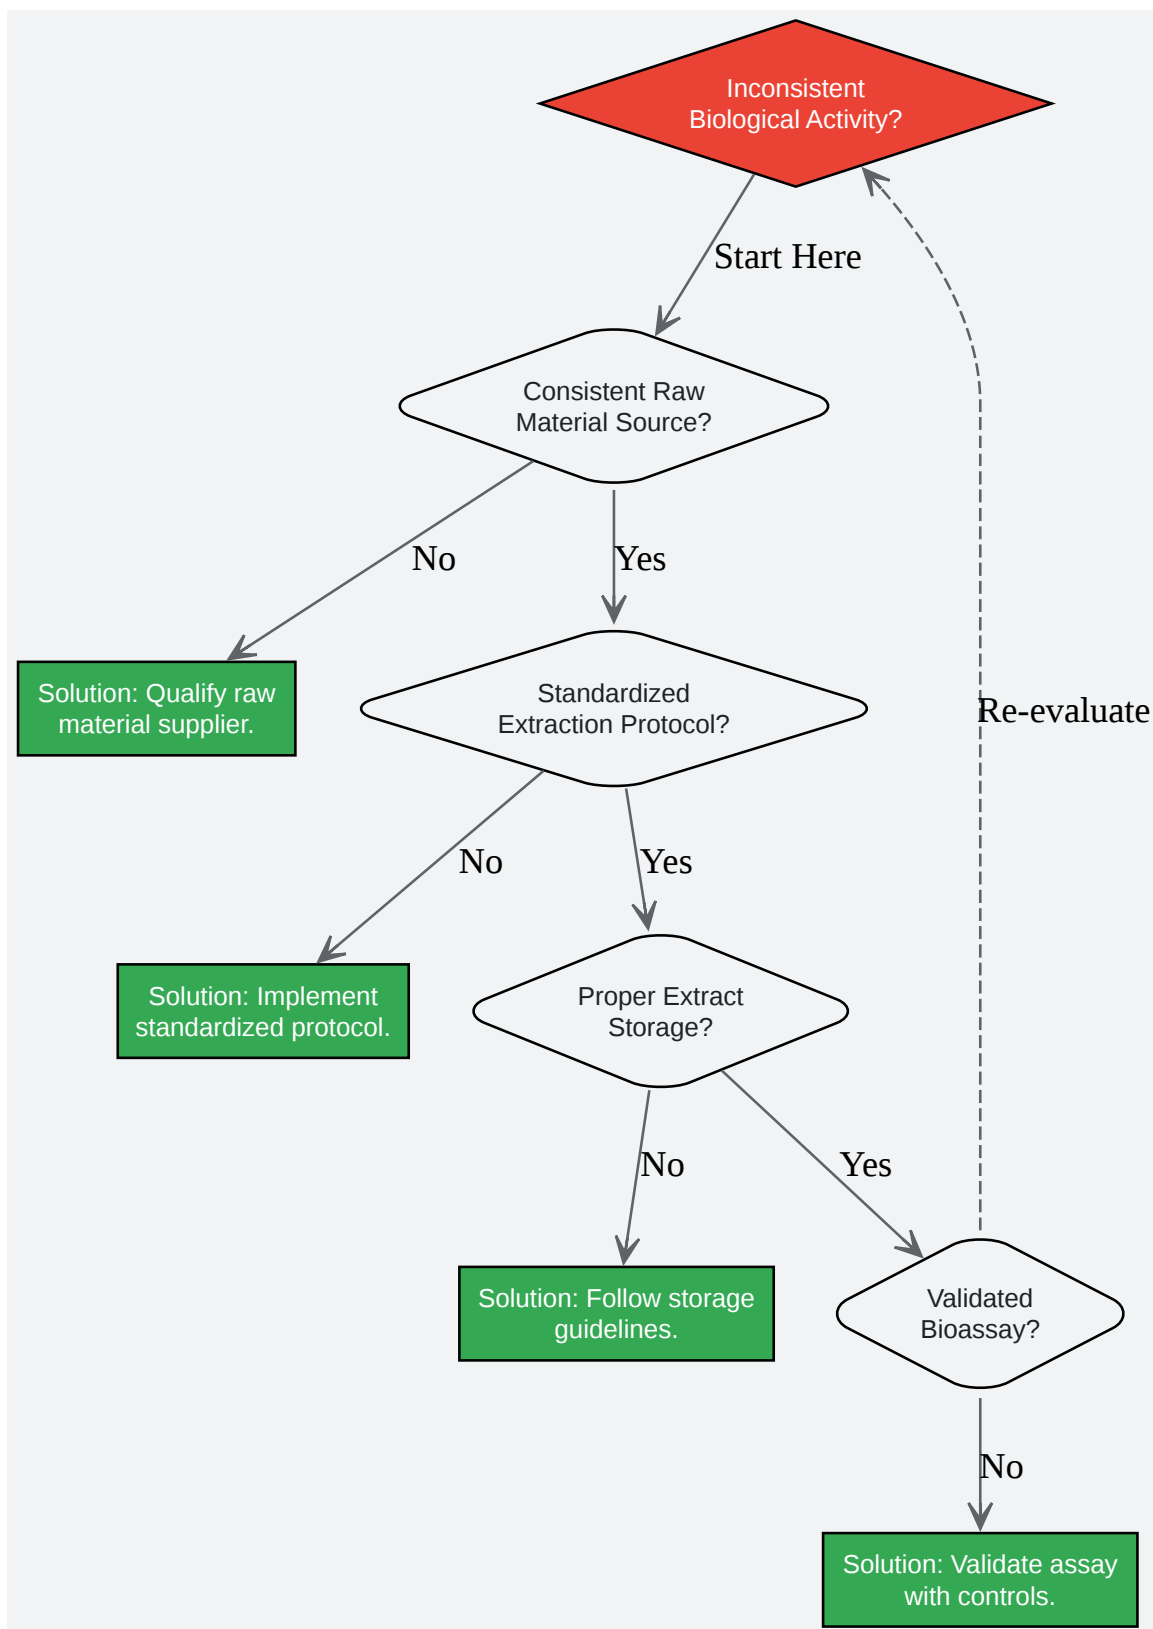 Inconsistent
Biological Activity?
Start Here
Consistent Raw
Material Source?
No
Yes
Solution: Qualify raw
material supplier.
Standardized
Extraction Protocol?
Re-evaluate
No
Yes
Solution: Implement
standardized protocol.
Proper Extract
Storage?
No
Yes
Solution: Follow storage
guidelines.
Validated
Bioassay?
No
Solution: Validate assay
with controls.